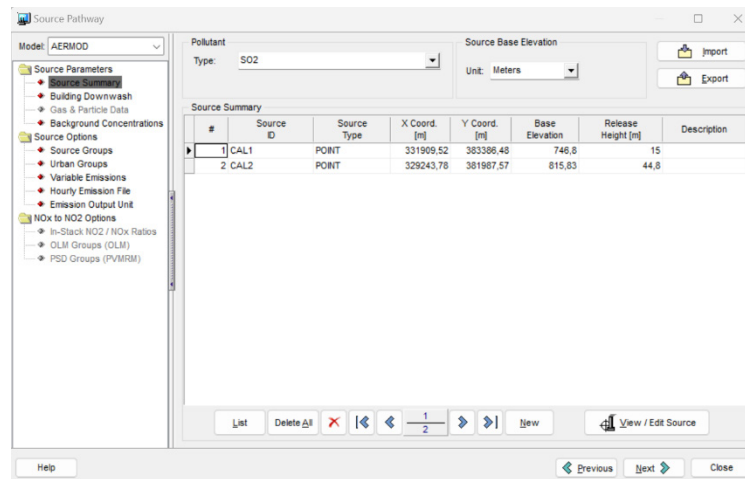 Source Pathway
Model: AERMOD
Source Parameters
Source Summary
Building Downwash
Gas & Particle Data
Background Concentrations
Source Options
Source Groups
Urban Groups
Variable Emissions
Hourly Emission File
Emission Output Unit
NOx to NO2 Options
In-Stack NO2 / NOx Ratios
OLM Groups (OLM)
PSD Groups (PVMRM)
Pollutant
Type: SO2
Source Base Elevation
Unit: Meters
Import
Export
Source Summary
# Source ID Source Type X Coord. [m] Y Coord. [m] Base Elevation Release Height [m] Description
1 CAL1 POINT 331909,52 383386,48 746,8 15
2 CAL2 POINT 329243,78 381987,57 815,83 44,8
List Delete All 1 2 New View / Edit Source
Help Previous Next Close